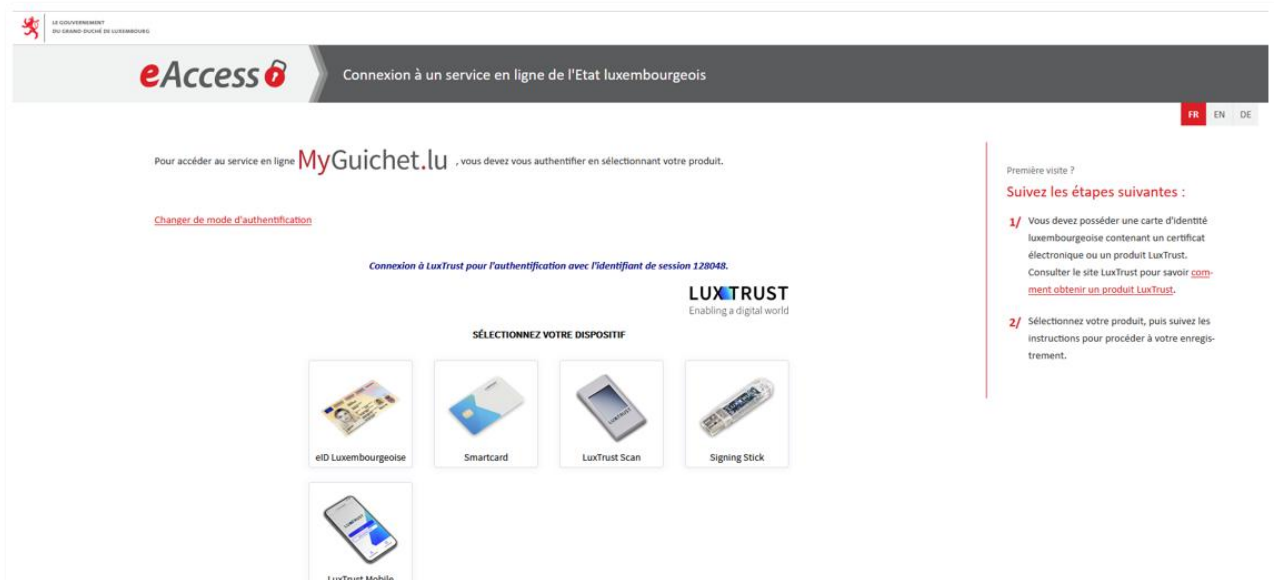 LE GOUVERNEMENT
DU GRAND-DUCHÉ DE LUXEMBOURG
eAccess
Connexion à un service en ligne de l'Etat luxembourgeois
FR EN DE
Pour accéder au service en ligne MyGuichet.lu , vous devez vous authentifier en sélectionnant votre produit.
Changer de mode d'authentification
Connexion à LuxTrust pour l'authentification avec l'identifiant de session 128048.
LUXTRUST
Enabling a digital world
SÉLECTIONNEZ VOTRE DISPOSITIF
eID Luxembourgeoise
Smartcard
LuxTrust Scan
Signing Stick
LuxTrust Mobile
Première visite ?
Suivez les étapes suivantes :
1/ Vous devez posséder une carte d'identité
luxembourgeoise contenant un certificat
électronique ou un produit LuxTrust.
Consulter le site LuxTrust pour savoir com-
ment obtenir un produit LuxTrust.
2/ Sélectionnez votre produit, puis suivez les
instructions pour procéder à votre enregis-
trement.